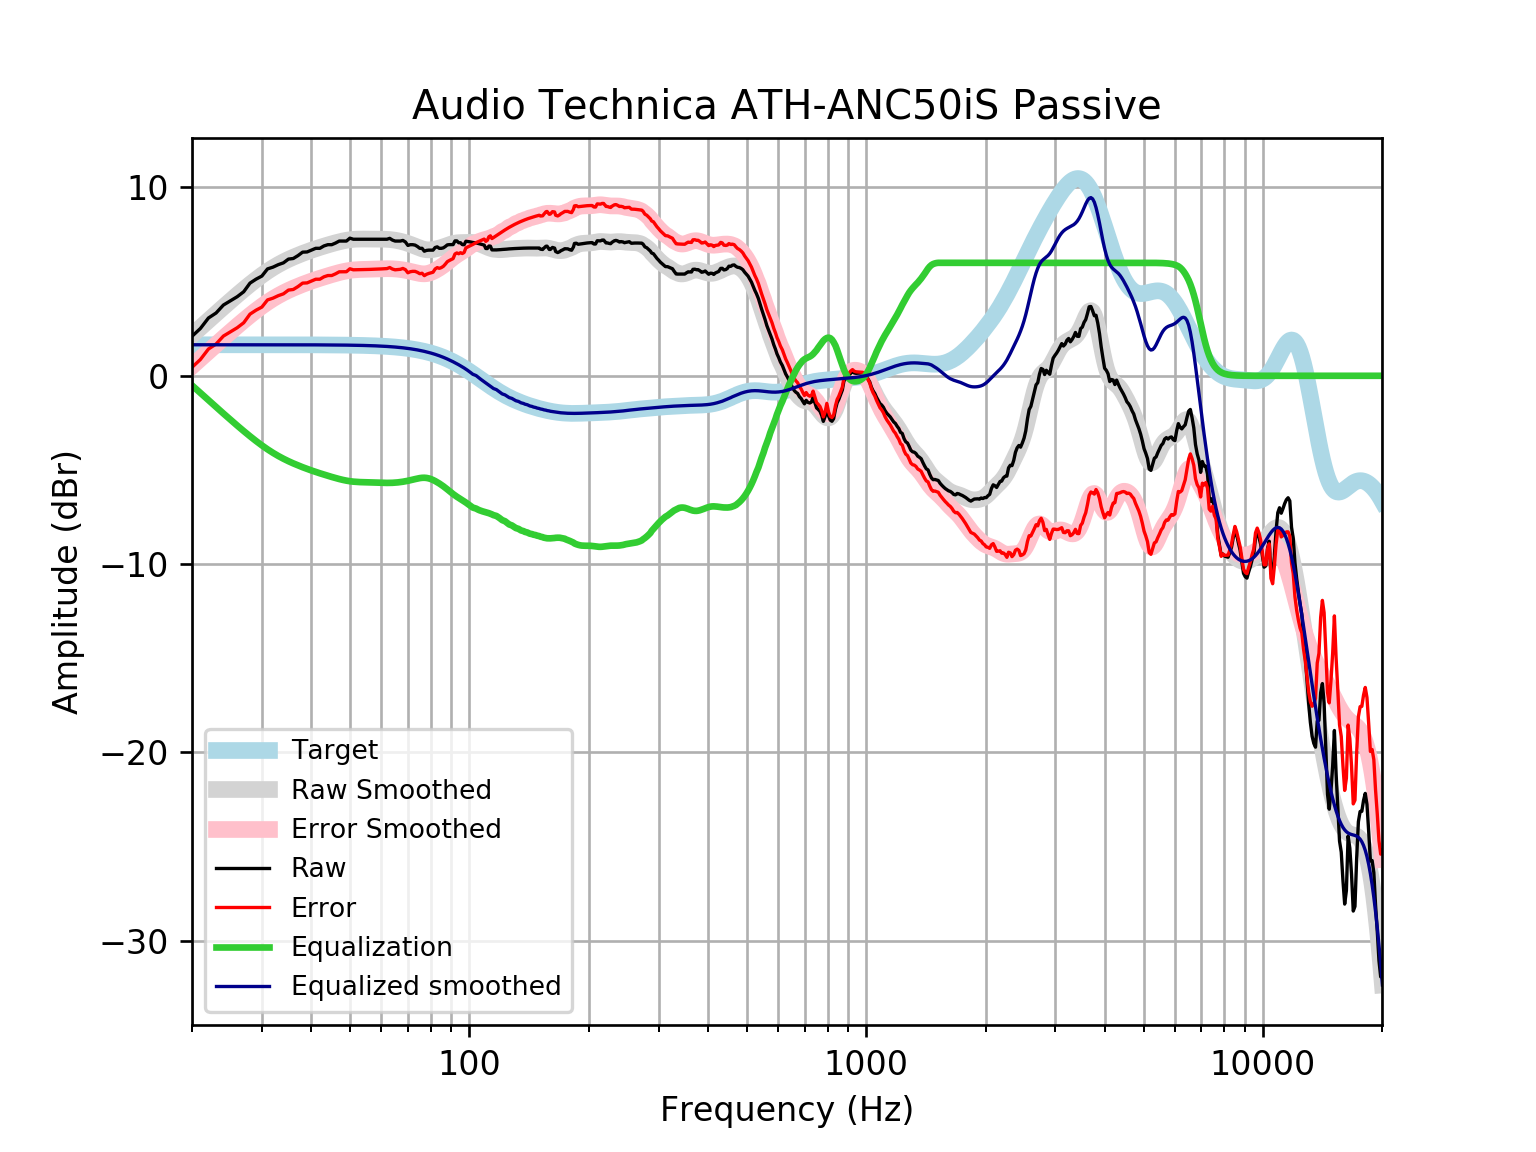 Audio Technica ATH-ANC50iS Passive
10
0
−10
−20
−30
Amplitude (dBr)
Target
Raw Smoothed
Error Smoothed
Raw
Error
Equalization
Equalized smoothed
100 1000 10000
Frequency (Hz)